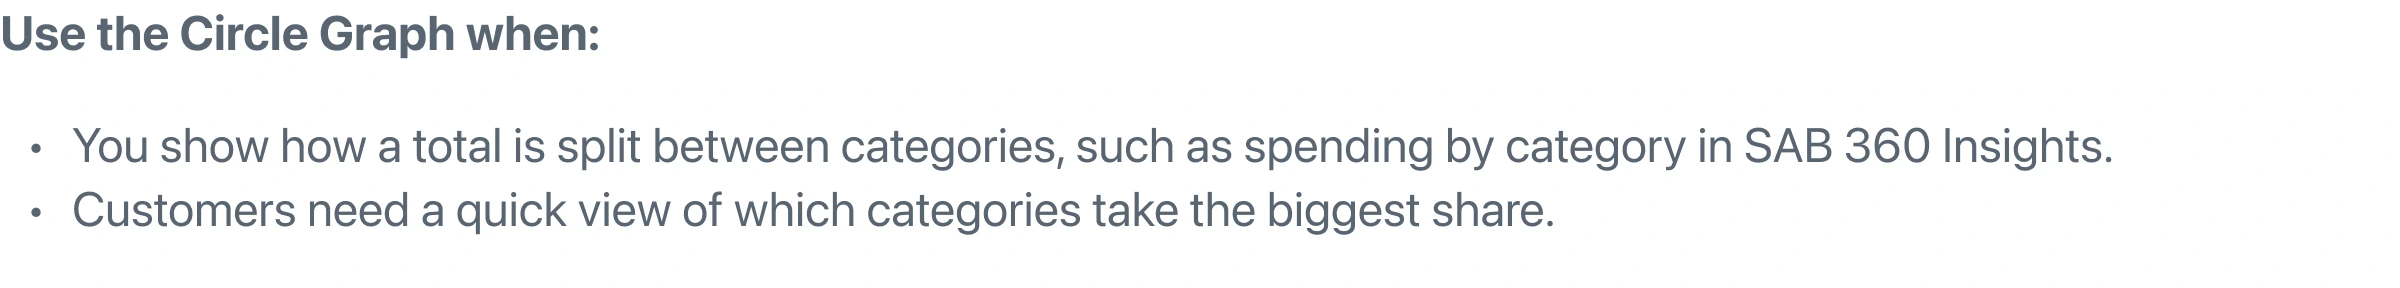 Use the Circle Graph when:
• You show how a total is split between categories, such as spending by category in SAB 360 Insights.
• Customers need a quick view of which categories take the biggest share.